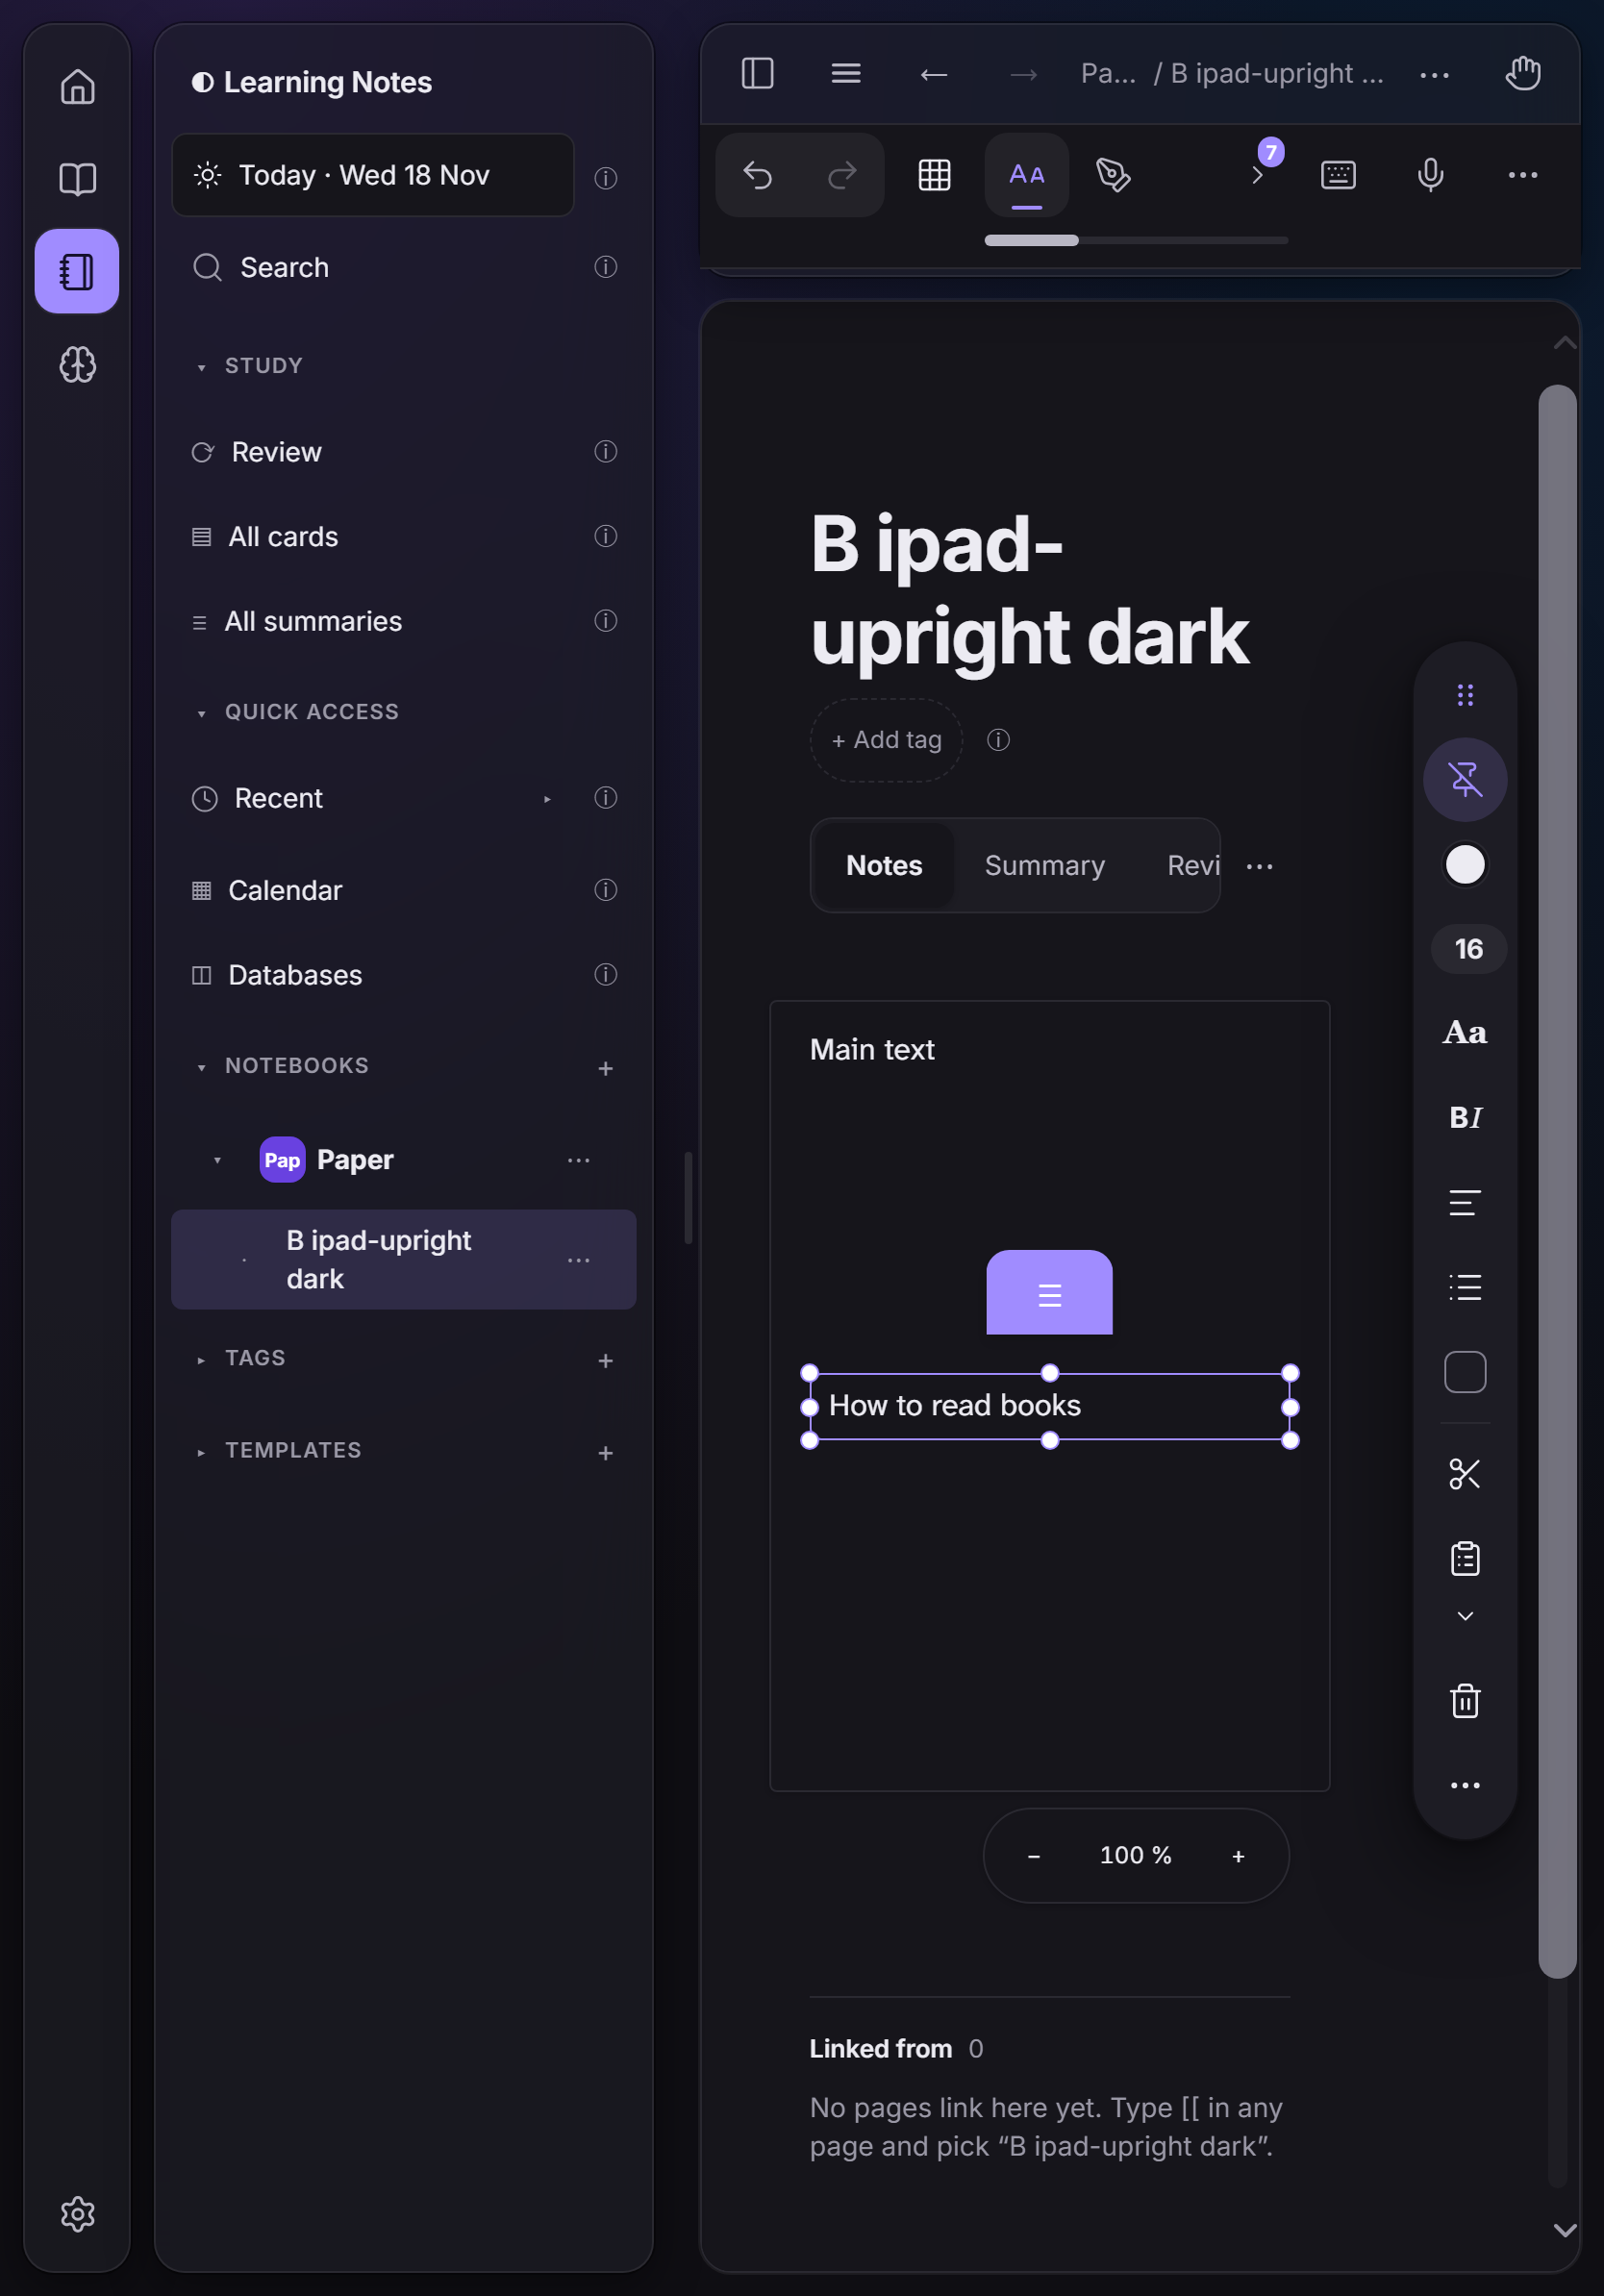 Learning Notes
Today · Wed 18 Nov
Search
STUDY
Review
All cards
All summaries
QUICK ACCESS
Recent
Calendar
Databases
NOTEBOOKS
Pap Paper
B ipad-upright
dark
TAGS
TEMPLATES
Pa... / B ipad-upright ...
AA
7
B ipad-
upright dark
+ Add tag
Notes Summary Revi
16
Aa
BI
Main text
How to read books
− 100 % +
Linked from 0
No pages link here yet. Type [[ in any
page and pick “B ipad-upright dark”.